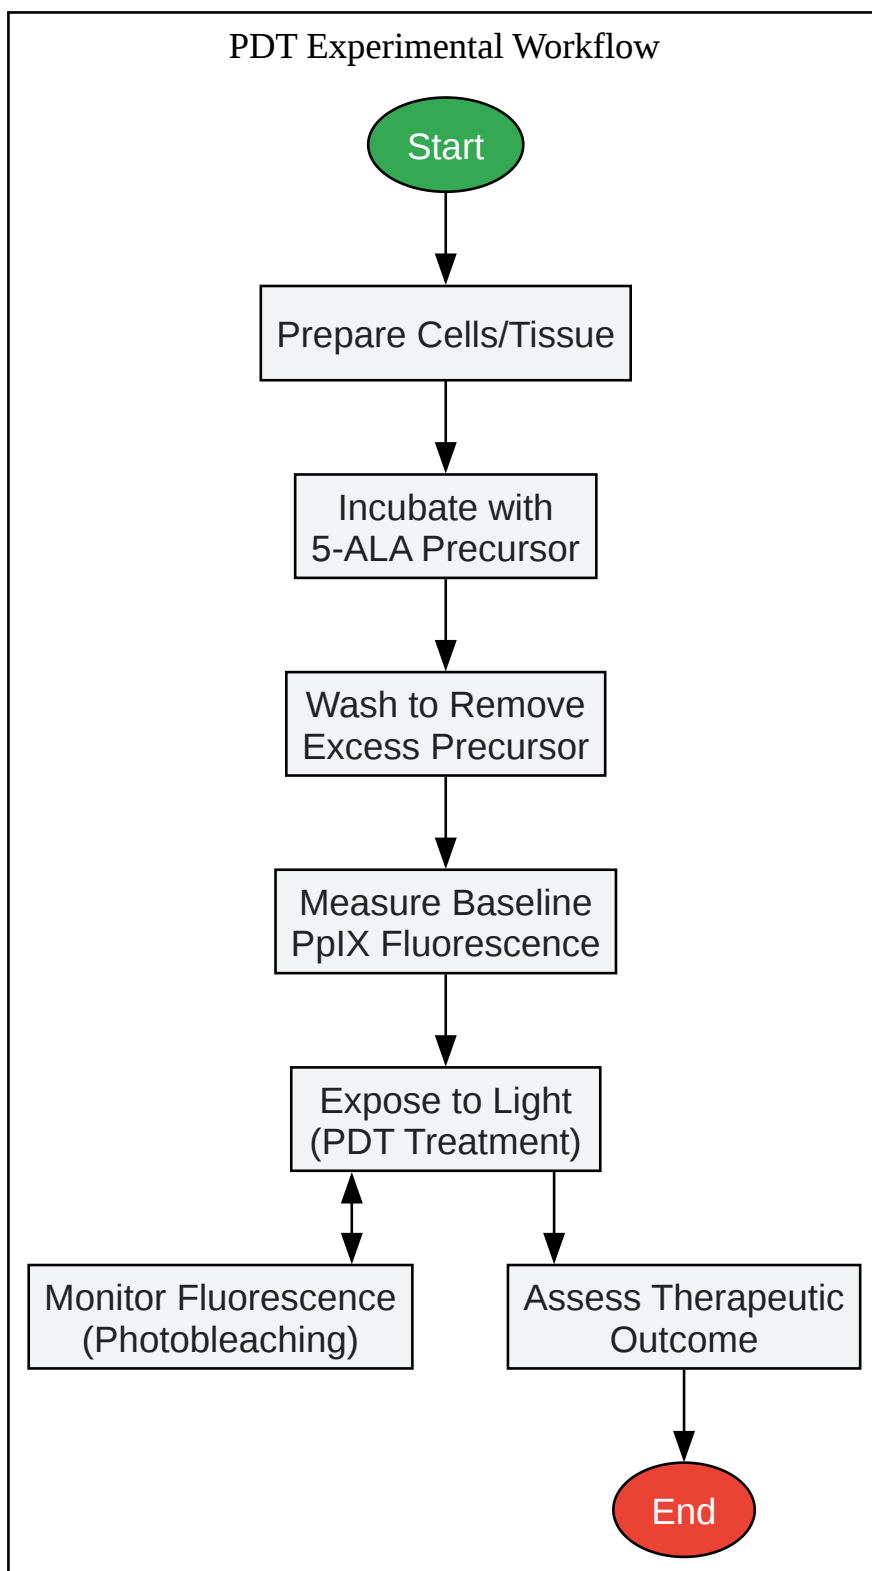 PDT Experimental Workflow
Start
Prepare Cells/Tissue
Incubate with
5-ALA Precursor
Wash to Remove
Excess Precursor
Measure Baseline
PpIX Fluorescence
Expose to Light
(PDT Treatment)
Monitor Fluorescence
(Photobleaching)
Assess Therapeutic
Outcome
End